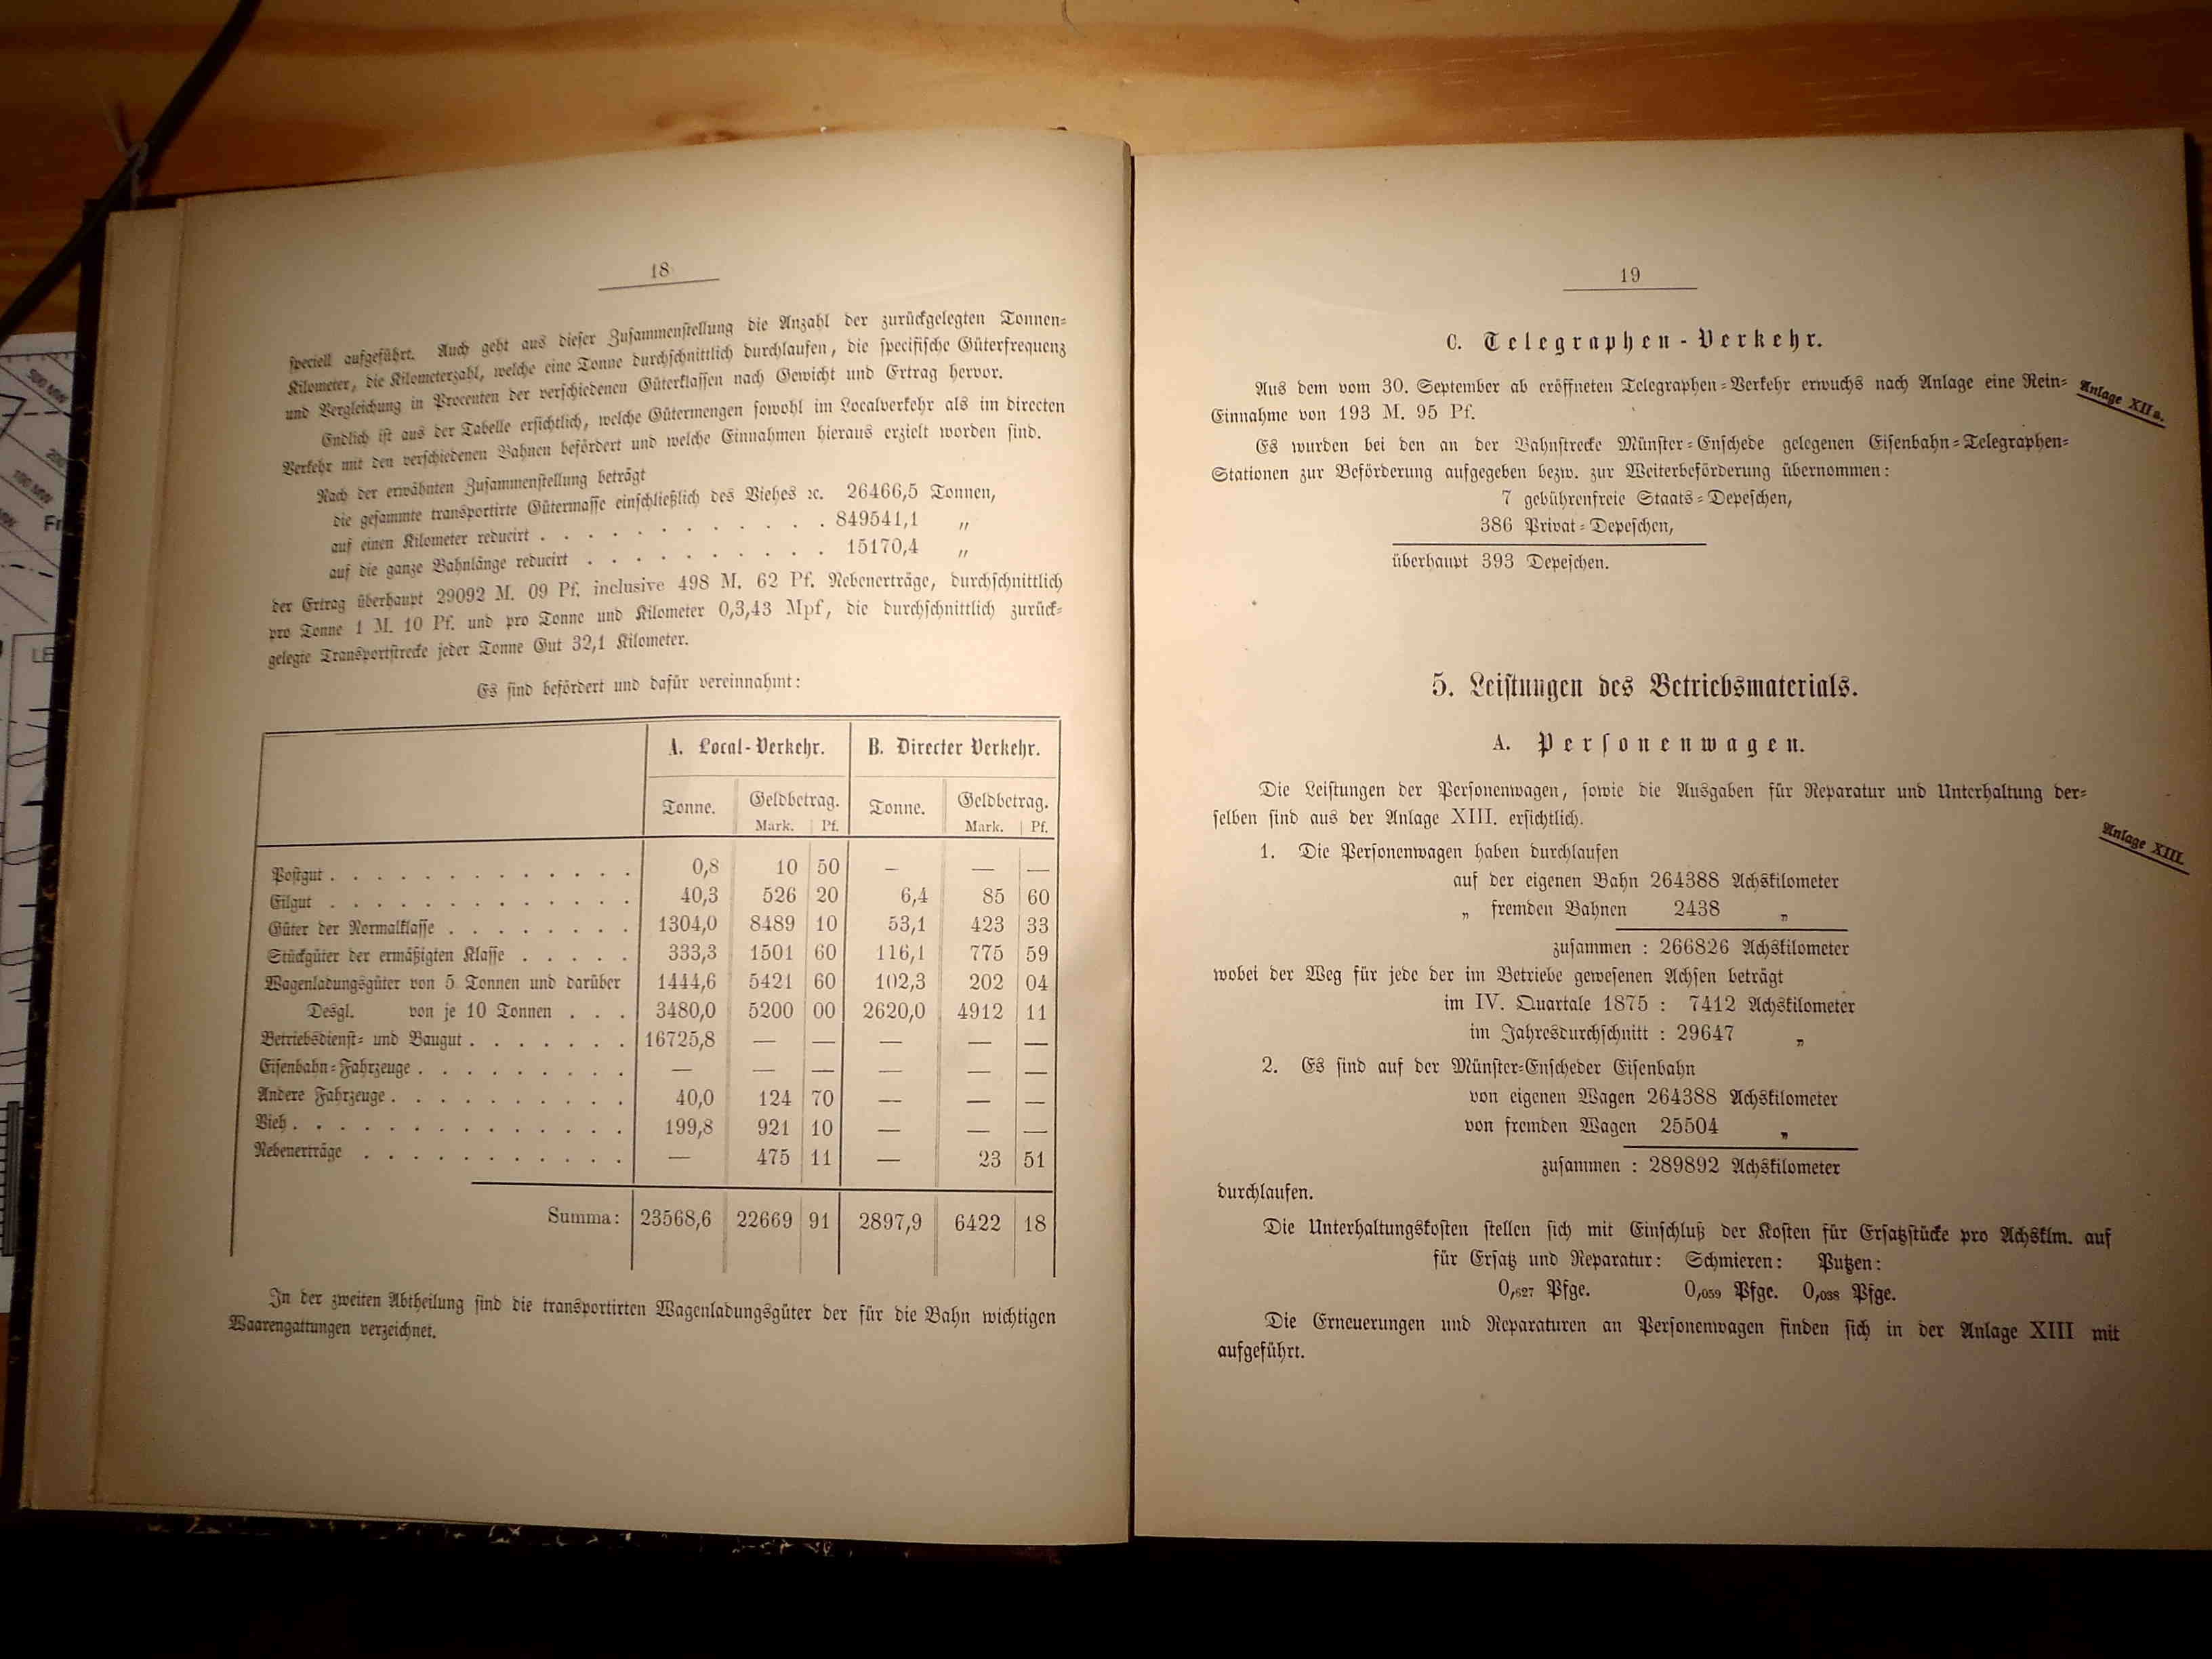 18
speciell aufgeführt. Auch geht aus dieser Zusammenstellung die Anzahl der zurückgelegten Tonnen-
Kilometer, die Kilometerzahl, welche eine Tonne durchschnittlich durchlaufen, die specifische Güterfrequenz
und Vergleichung in Procenten der verschiedenen Güterklassen nach Gewicht und Ertrag hervor.
Endlich ist aus der Tabelle ersichtlich, welche Gütermengen sowohl im Localverkehr als im directen
Verkehr mit den verschiedenen Bahnen befördert und welche Einnahmen hieraus erzielt worden sind.
Nach der erwähnten Zusammenstellung beträgt
die gesammte transportirte Gütermasse einschließlich des Viehes ꝛc. 26466,5 Tonnen,
auf einen Kilometer reducirt . . . . . . . . . . 849541,1 „
auf die ganze Bahnlänge reducirt . . . . . . . . . 15170,4 „
der Ertrag überhaupt 29092 M. 09 Pf. inclusive 498 M. 62 Pf. Nebenerträge, durchschnittlich
pro Tonne 1 M. 10 Pf. und pro Tonne und Kilometer 0,3,43 Mpf, die durchschnittlich zurück-
gelegte Transportstrecke jeder Tonne Gut 32,1 Kilometer.
Es sind befördert und dafür vereinnahmt:
A. Local-Verkehr. B. Directer Verkehr.
Tonne. Geldbetrag. Tonne. Geldbetrag.
Mark. Pf. Mark. Pf.
Postgut . . . . . . . . . . . . . 0,8 10 50 — — —
Eilgut . . . . . . . . . . . . . 40,3 526 20 6,4 85 60
Güter der Normalklasse . . . . . . . . 1304,0 8489 10 53,1 423 33
Stückgüter der ermäßigten Klasse . . . . . 333,3 1501 60 116,1 775 59
Wagenladungsgüter von 5 Tonnen und darüber 1444,6 5421 60 102,3 202 04
Desgl. von je 10 Tonnen . . . 3480,0 5200 00 2620,0 4912 11
Betriebsdienst- und Baugut . . . . . . . 16725,8 — — — — —
Eisenbahn-Fahrzeuge . . . . . . . . . — — — — — —
Andere Fahrzeuge . . . . . . . . . . 40,0 124 70 — — —
Vieh . . . . . . . . . . . . . . 199,8 921 10 — — —
Nebenerträge . . . . . . . . . . . — 475 11 — 23 51
Summa: 23568,6 22669 91 2897,9 6422 18
In der zweiten Abtheilung sind die transportirten Wagenladungsgüter der für die Bahn wichtigen
Waarengattungen verzeichnet.
19
C. Telegraphen-Verkehr.
Aus dem vom 30. September ab eröffneten Telegraphen-Verkehr erwuchs nach Anlage eine Rein-
Anlage XIIa.
Einnahme von 193 M. 95 Pf.
Es wurden bei den an der Bahnstrecke Münster-Enschede gelegenen Eisenbahn-Telegraphen-
Stationen zur Beförderung aufgegeben bezw. zur Weiterbeförderung übernommen:
7 gebührenfreie Staats-Depeschen,
386 Privat-Depeschen,
überhaupt 393 Depeschen.
5. Leistungen des Betriebsmaterials.
A. Personenwagen.
Die Leistungen der Personenwagen, sowie die Ausgaben für Reparatur und Unterhaltung der-
selben sind aus der Anlage XIII. ersichtlich.
Anlage XIII.
1. Die Personenwagen haben durchlaufen
auf der eigenen Bahn 264388 Achskilometer
„ fremden Bahnen 2438 „
zusammen : 266826 Achskilometer
wobei der Weg für jede der im Betriebe gewesenen Achsen beträgt
im IV. Quartale 1875 : 7412 Achskilometer
im Jahresdurchschnitt : 29647 „
2. Es sind auf der Münster-Enscheder Eisenbahn
von eigenen Wagen 264388 Achskilometer
von fremden Wagen 25504 „
zusammen : 289892 Achskilometer
durchlaufen.
Die Unterhaltungskosten stellen sich mit Einschluß der Kosten für Ersatzstücke pro Achsklm. auf
für Ersatz und Reparatur: Schmieren: Putzen:
0,627 Pfge. 0,059 Pfge. 0,038 Pfge.
Die Erneuerungen und Reparaturen an Personenwagen finden sich in der Anlage XIII mit
aufgeführt.